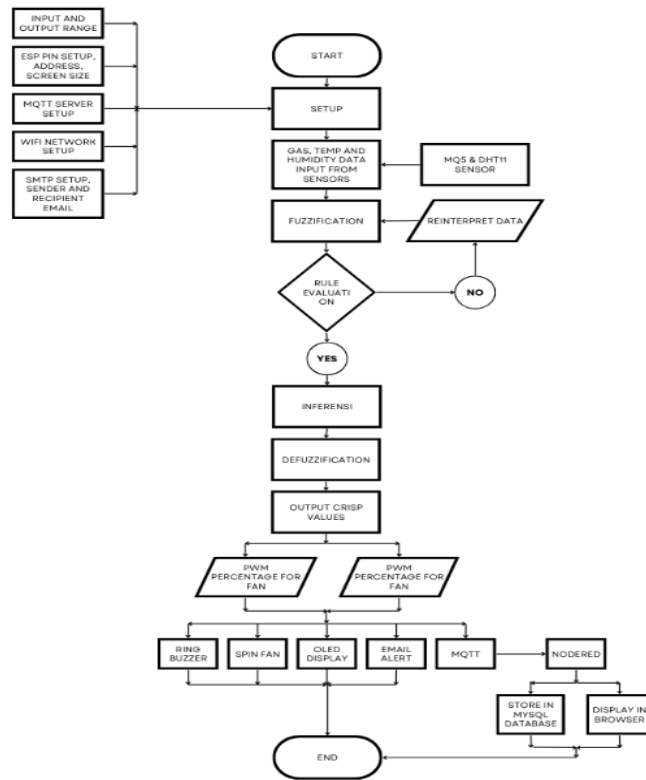 INPUT AND
OUTPUT RANGE
ESP PIN SETUP,
ADDRESS,
SCREEN SIZE
MQTT SERVER
SETUP
WIFI NETWORK
SETUP
SMTP SETUP,
SENDER AND
RECIPIENT
EMAIL
START
SETUP
GAS, TEMP AND
HUMIDITY DATA
INPUT FROM
SENSORS
MQ5 & DHT11
SENSOR
FUZZIFICATION
REINTERPRET DATA
RULE
EVALUATI
ON
NO
YES
INFERENSI
DEFUZZIFICATION
OUTPUT CRISP
VALUES
PWM
PERCENTAGE FOR
FAN
PWM
PERCENTAGE FOR
FAN
RING
BUZZER
SPIN FAN
OLED
DISPLAY
EMAIL
ALERT
MQTT
NODERED
STORE IN
MYSQL
DATABASE
DISPLAY IN
BROWSER
END